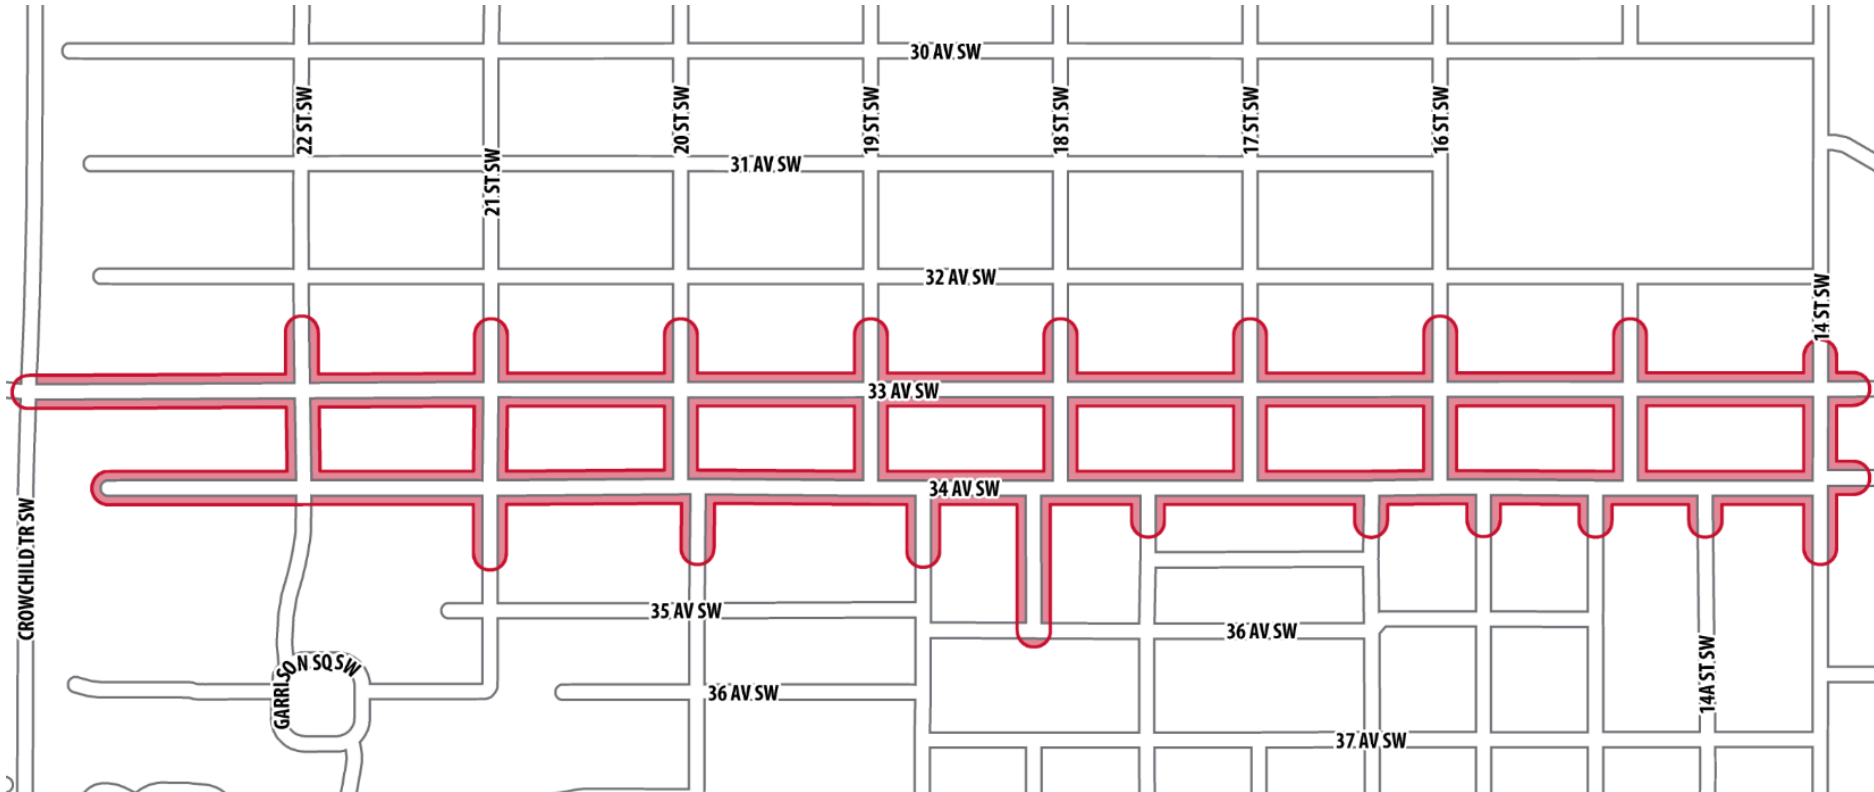 30 AV SW
22 ST SW
20 ST SW
19 ST SW
18 ST SW
17 ST SW
16 ST SW
21 ST SW
31 AV SW
32 AV SW
14 ST SW
33 AV SW
34 AV SW
CROWCHILD TR SW
35 AV SW
36 AV SW
GARRISON SQ SW
14A ST SW
36 AV SW
37 AV SW